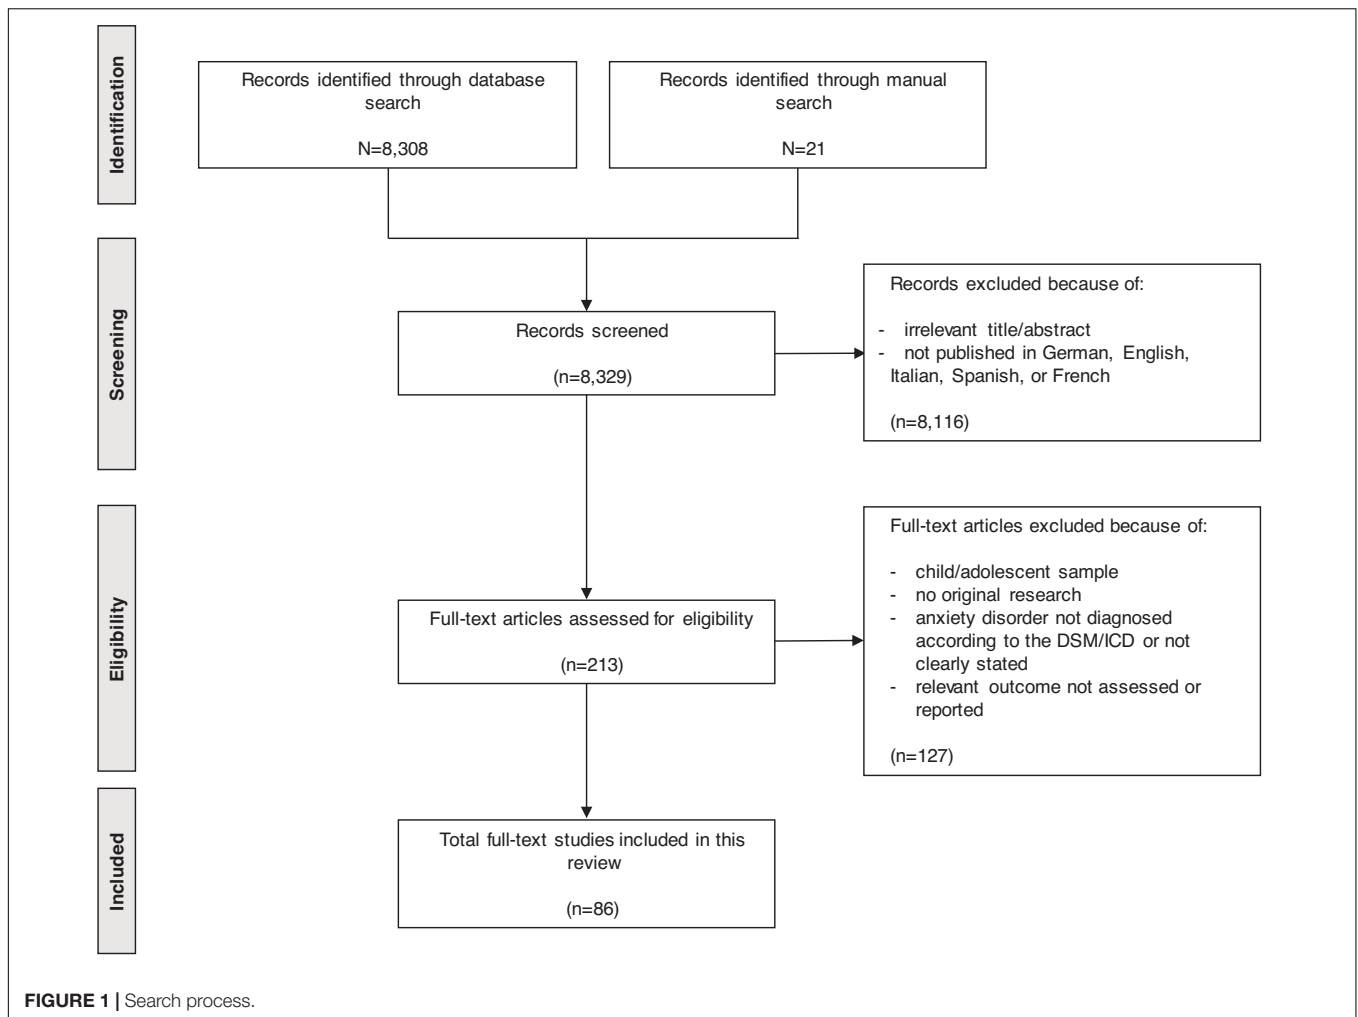 Identification
Records identified through database
search
N=8,308
Records identified through manual
search
N=21
Screening
Records screened
(n=8,329)
Records excluded because of:
- irrelevant title/abstract
- not published in German, English,
Italian, Spanish, or French
(n=8,116)
Eligibility
Full-text articles assessed for eligibility
(n=213)
Full-text articles excluded because of:
- child/adolescent sample
- no original research
- anxiety disorder not diagnosed
according to the DSM/ICD or not
clearly stated
- relevant outcome not assessed or
reported
(n=127)
Included
Total full-text studies included in this
review
(n=86)
FIGURE 1 | Search process.